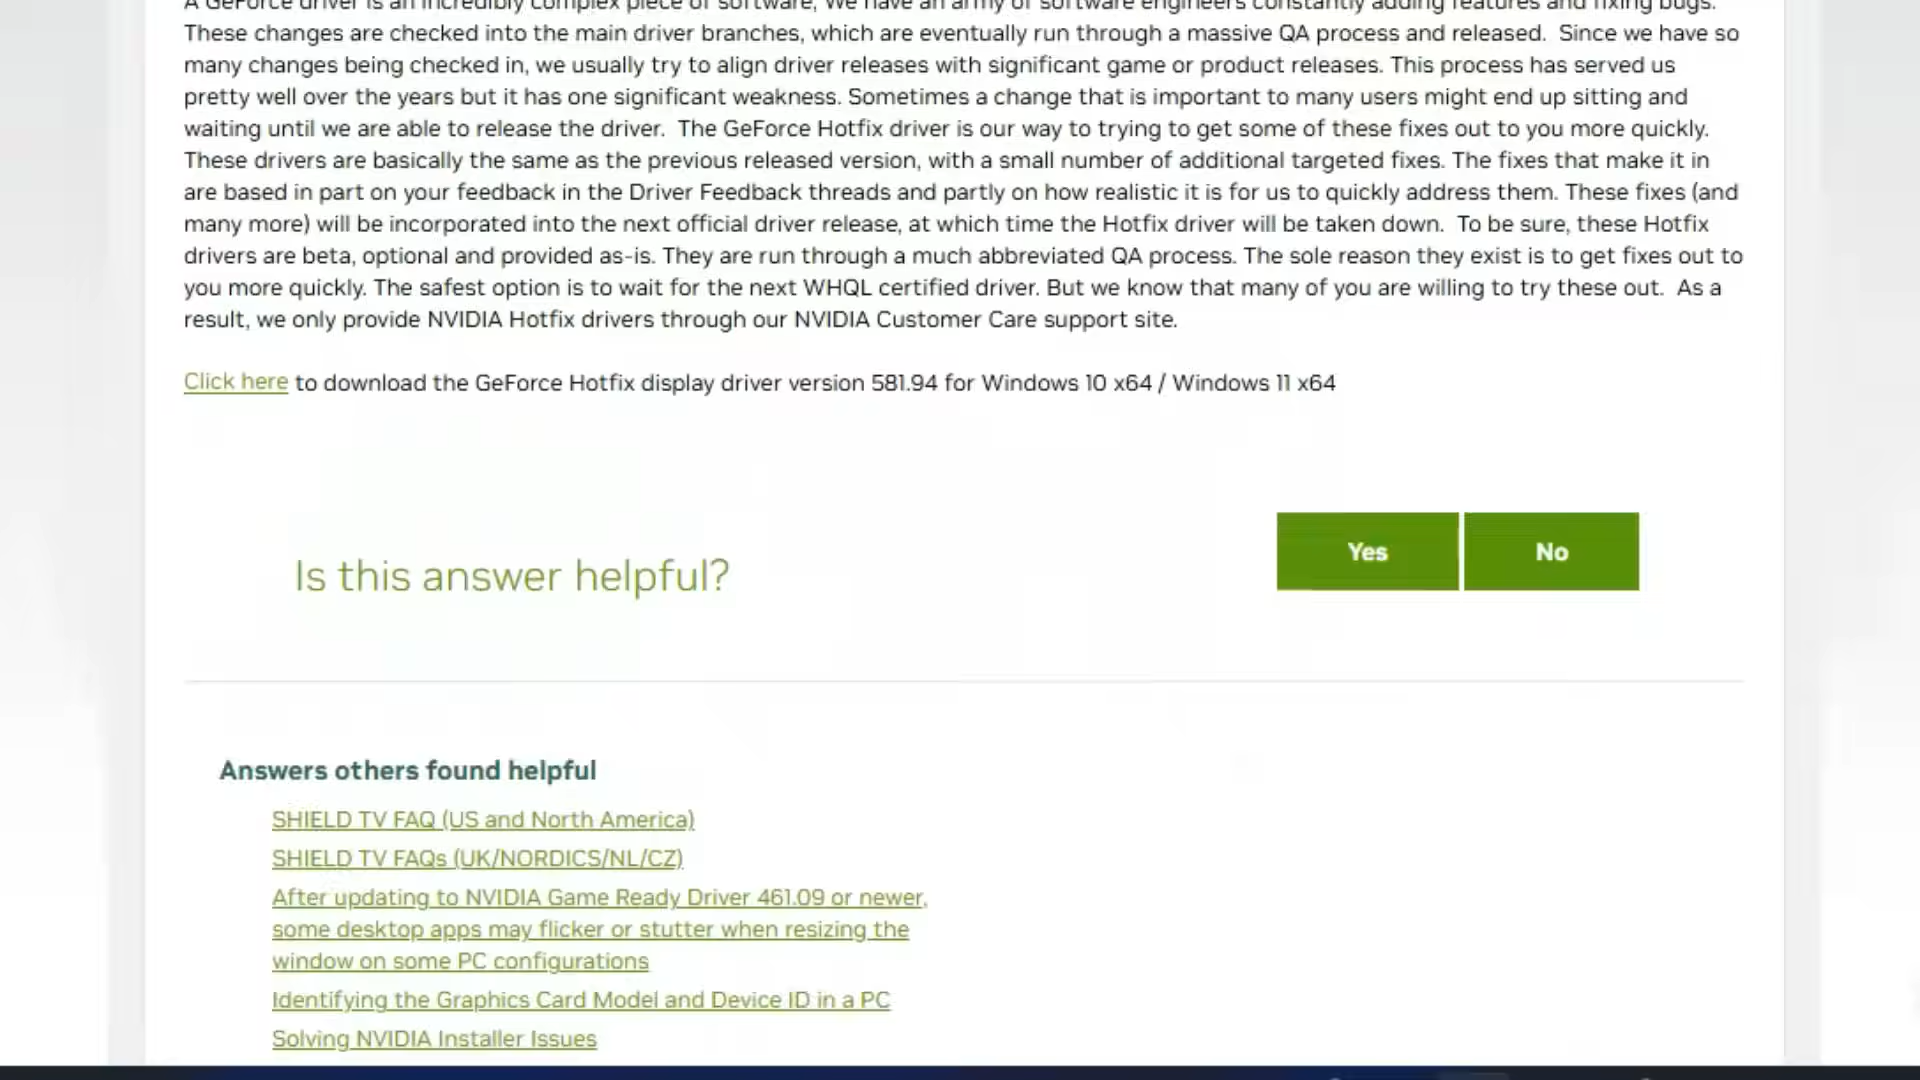 A GeForce driver is an incredibly complex piece of software, We have an army of software engineers constantly adding features and fixing bugs.
These changes are checked into the main driver branches, which are eventually run through a massive QA process and released.  Since we have so
many changes being checked in, we usually try to align driver releases with significant game or product releases. This process has served us
pretty well over the years but it has one significant weakness. Sometimes a change that is important to many users might end up sitting and
waiting until we are able to release the driver.  The GeForce Hotfix driver is our way to trying to get some of these fixes out to you more quickly.
These drivers are basically the same as the previous released version, with a small number of additional targeted fixes. The fixes that make it in
are based in part on your feedback in the Driver Feedback threads and partly on how realistic it is for us to quickly address them. These fixes (and
many more) will be incorporated into the next official driver release, at which time the Hotfix driver will be taken down.  To be sure, these Hotfix
drivers are beta, optional and provided as-is. They are run through a much abbreviated QA process. The sole reason they exist is to get fixes out to
you more quickly. The safest option is to wait for the next WHQL certified driver. But we know that many of you are willing to try these out.  As a
result, we only provide NVIDIA Hotfix drivers through our NVIDIA Customer Care support site.
Click here to download the GeForce Hotfix display driver version 581.94 for Windows 10 x64 / Windows 11 x64
Is this answer helpful?
Yes
No
Answers others found helpful
SHIELD TV FAQ (US and North America)
SHIELD TV FAQs (UK/NORDICS/NL/CZ)
After updating to NVIDIA Game Ready Driver 461.09 or newer,
some desktop apps may flicker or stutter when resizing the
window on some PC configurations
Identifying the Graphics Card Model and Device ID in a PC
Solving NVIDIA Installer Issues